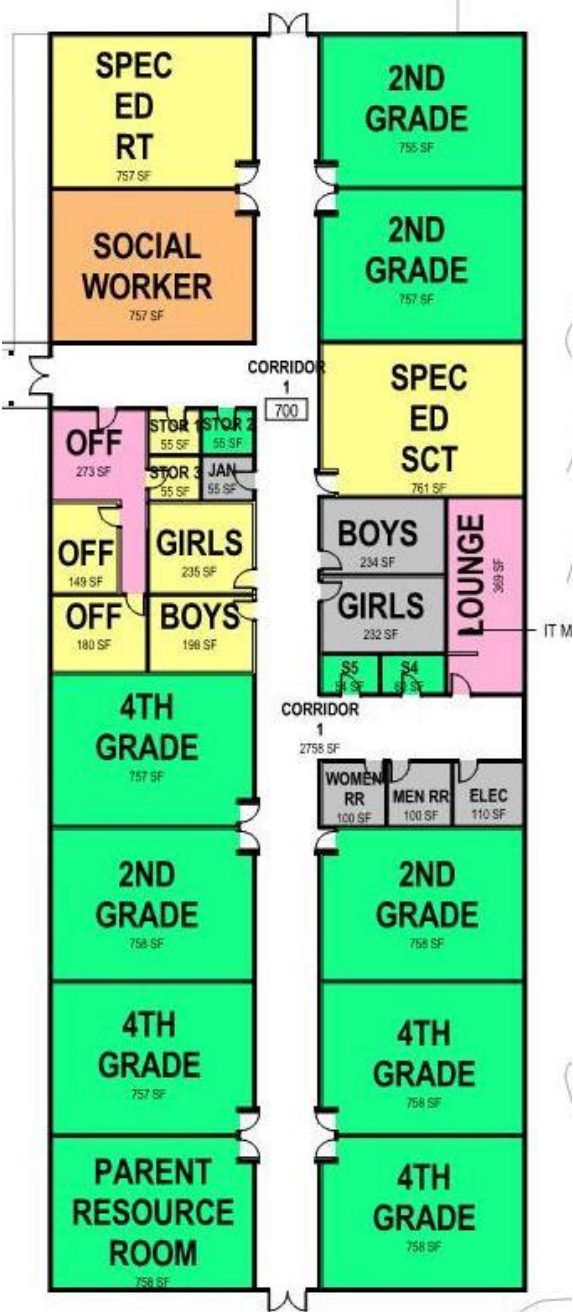 SPEC
ED
RT
757 SF
2ND
GRADE
755 SF
SOCIAL
WORKER
757 SF
2ND
GRADE
757 SF
CORRIDOR
1
700
SPEC
ED
SCT
761 SF
OFF
273 SF
STOR 1
55 SF
STOR 2
55 SF
STOR 3
55 SF
JAN
55 SF
OFF
149 SF
GIRLS
235 SF
BOYS
234 SF
LOUNGE
369 SF
OFF
180 SF
BOYS
198 SF
GIRLS
232 SF
IT M
S5
54 SF
S4
SF
4TH
GRADE
757 SF
CORRIDOR
1
2758 SF
WOMEN
RR
100 SF
MEN RR
100 SF
ELEC
110 SF
2ND
GRADE
758 SF
2ND
GRADE
758 SF
4TH
GRADE
757 SF
4TH
GRADE
758 SF
PARENT
RESOURCE
ROOM
758 SF
4TH
GRADE
758 SF